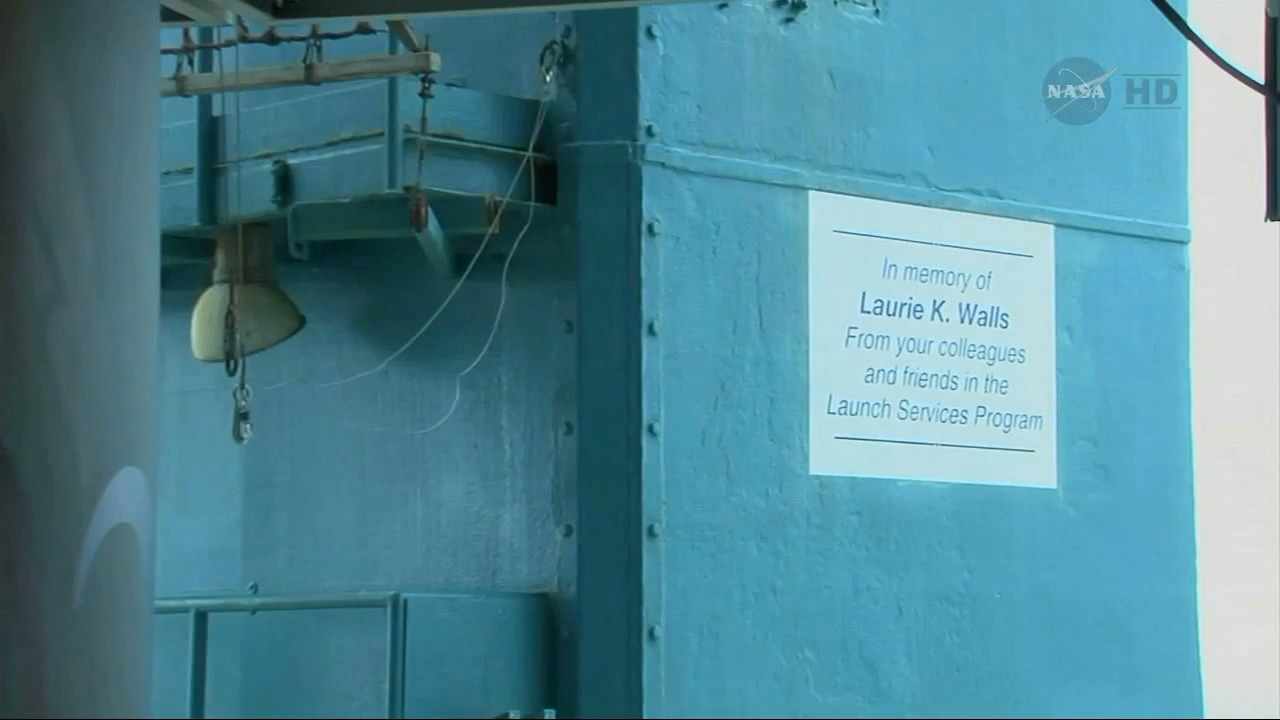 NASA HD
In memory of
Laurie K. Walls
From your colleagues
and friends in the
Launch Services Program